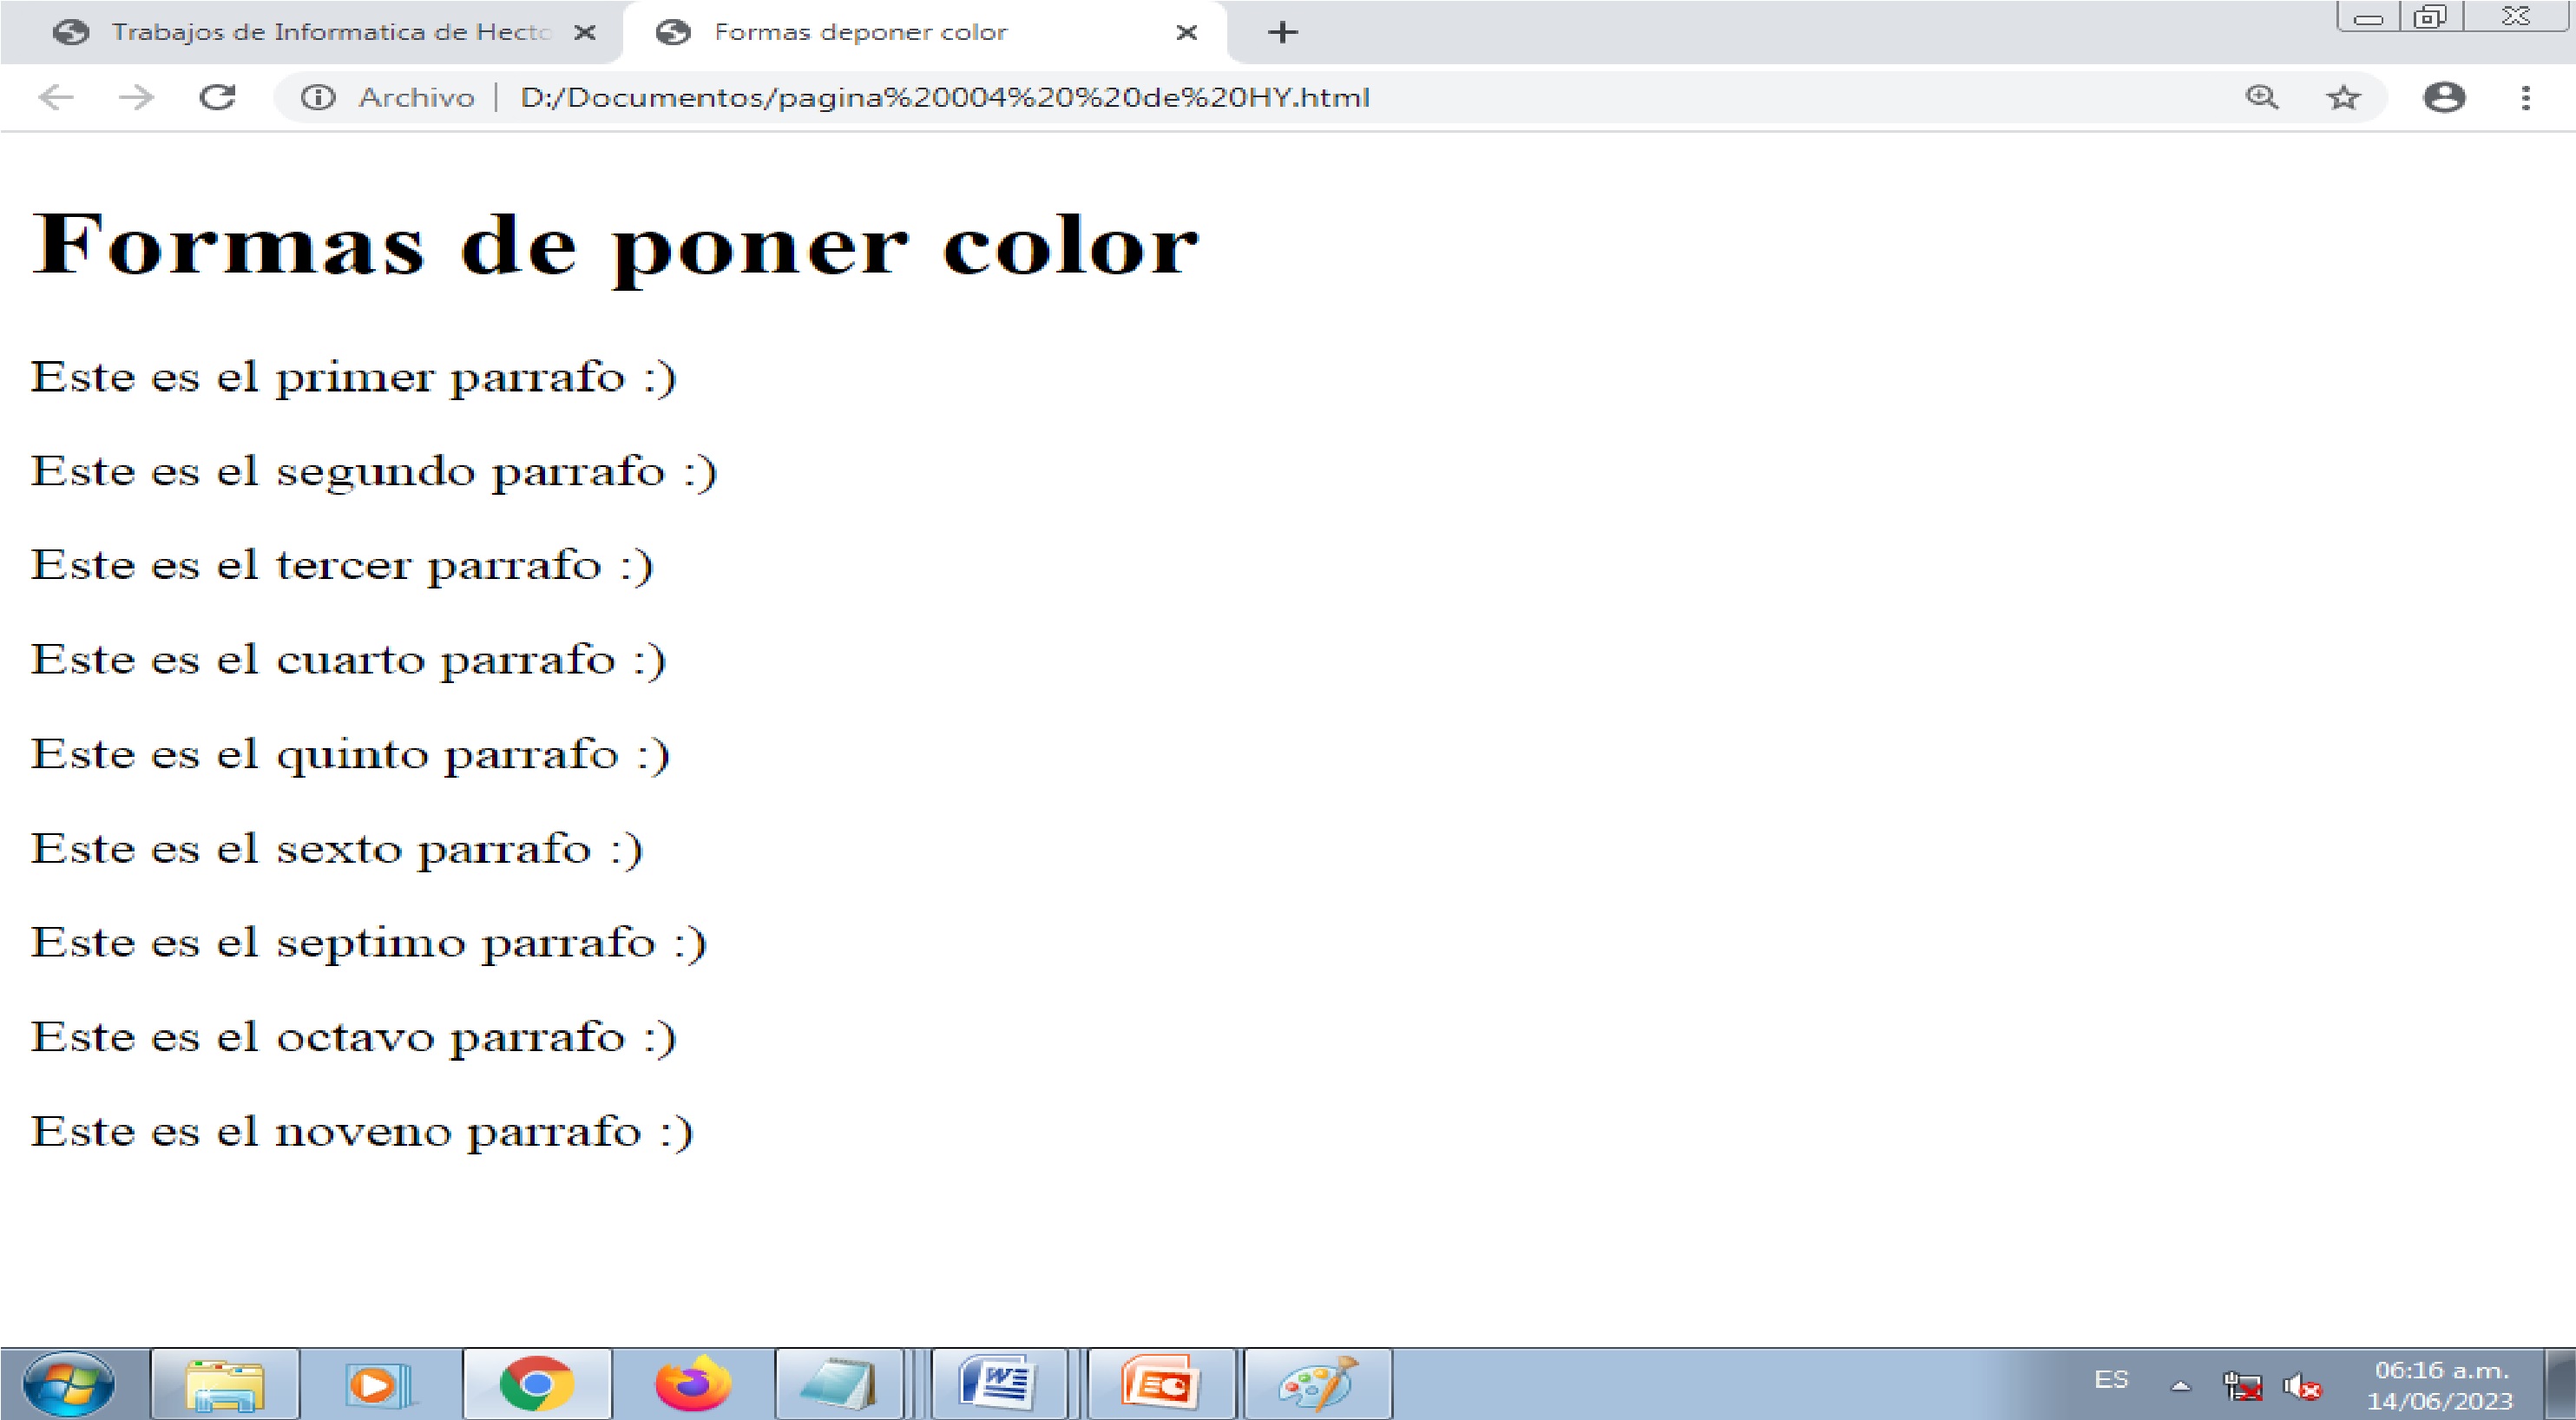 Trabajos de Informatica de Hecto
Formas deponer color
Archivo | D:/Documentos/pagina%20004%20%20de%20HY.html
Formas de poner color
Este es el primer parrafo :)
Este es el segundo parrafo :)
Este es el tercer parrafo :)
Este es el cuarto parrafo :)
Este es el quinto parrafo :)
Este es el sexto parrafo :)
Este es el septimo parrafo :)
Este es el octavo parrafo :)
Este es el noveno parrafo :)
ES
06:16 a.m.
14/06/2023